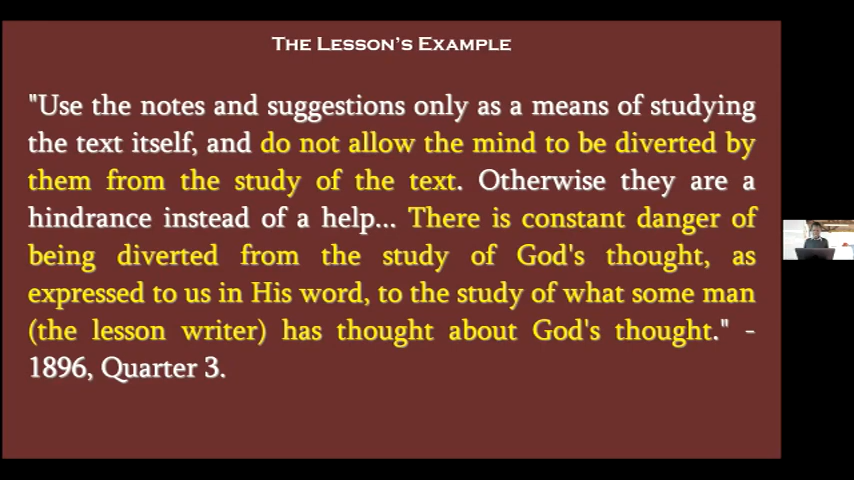 The Lesson's Example
"Use the notes and suggestions only as a means of studying
the text itself, and do not allow the mind to be diverted by
them from the study of the text. Otherwise they are a
hindrance instead of a help... There is constant danger of
being diverted from the study of God's thought, as
expressed to us in His word, to the study of what some man
(the lesson writer) has thought about God's thought." -
1896, Quarter 3.